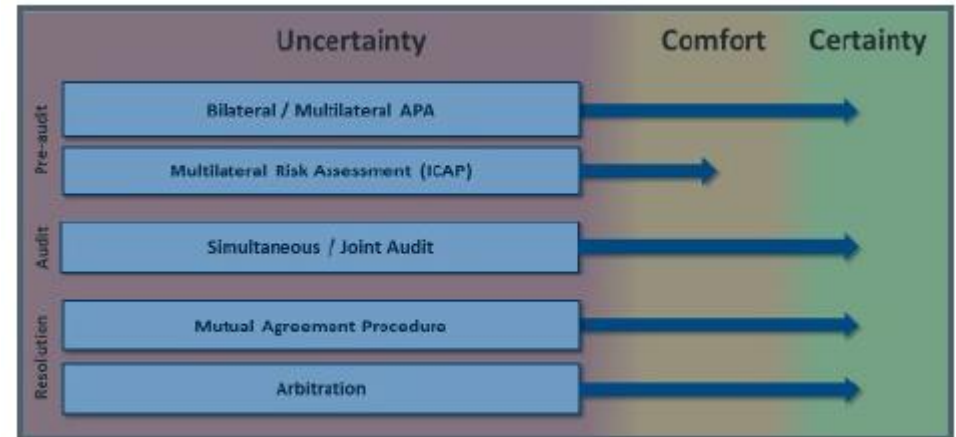 Uncertainty
Comfort
Certainty
Pre-audit
Bilateral / Multilateral APA
Multilateral Risk Assessment (ICAP)
Audit
Simultaneous / Joint Audit
Resolution
Mutual Agreement Procedure
Arbitration